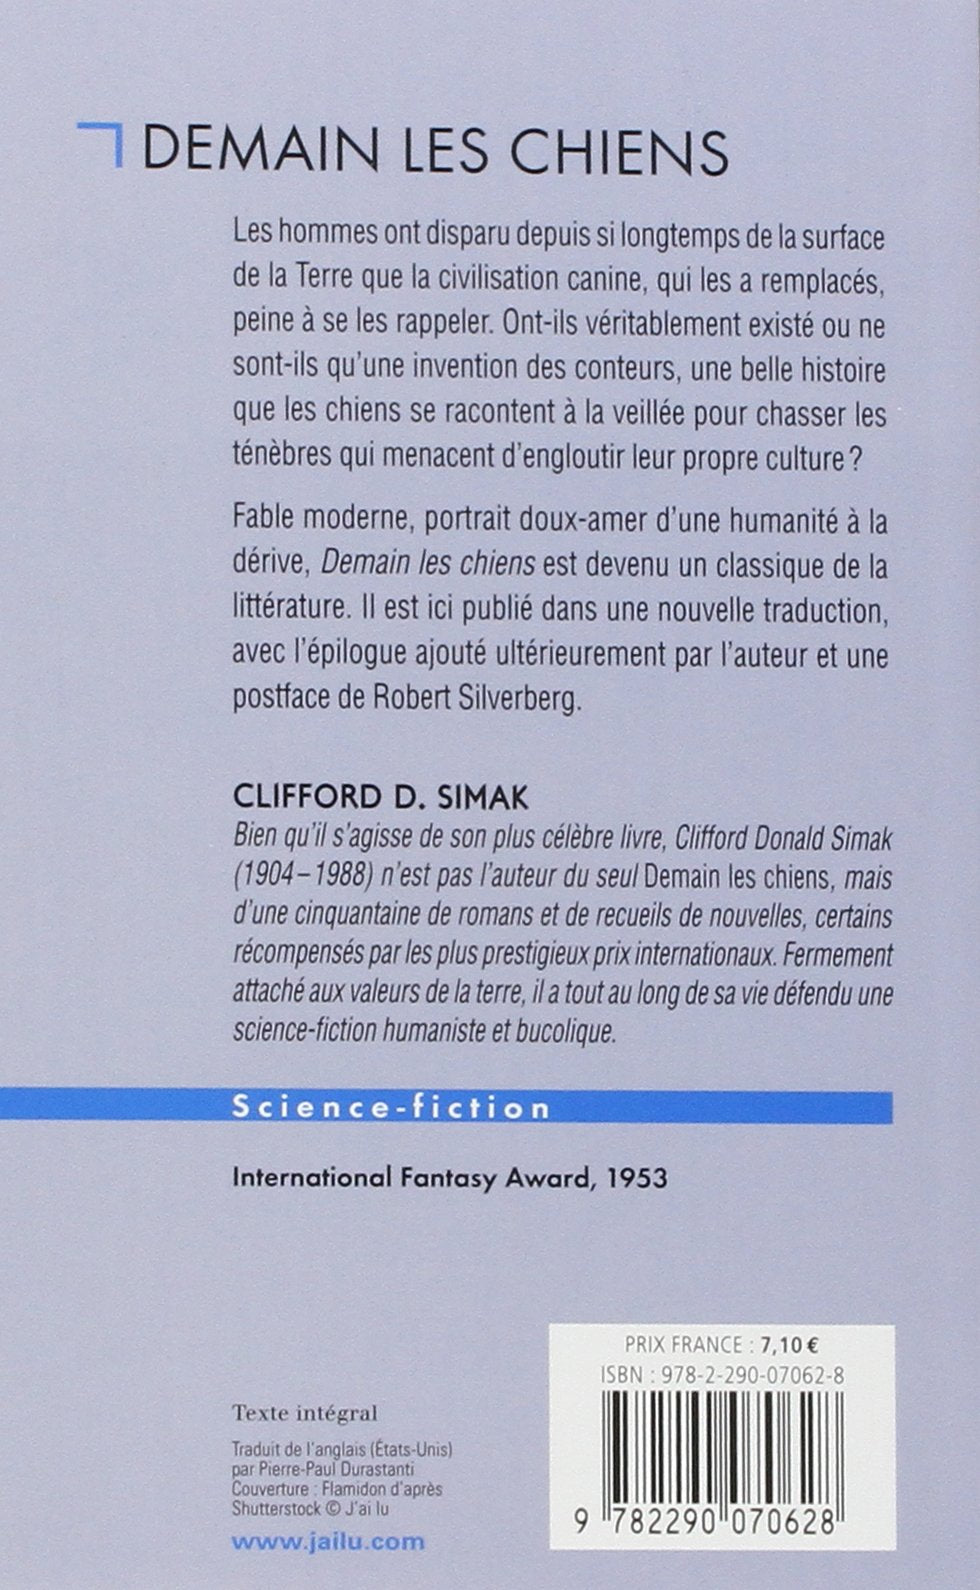 DEMAIN LES CHIENS
Les hommes ont disparu depuis si longtemps de la surface
de la Terre que la civilisation canine, qui les a remplacés,
peine à se les rappeler. Ont-ils véritablement existé ou ne
sont-ils qu'une invention des conteurs, une belle histoire
que les chiens se racontent à la veillée pour chasser les
ténèbres qui menacent d'engloutir leur propre culture ?
Fable moderne, portrait doux-amer d'une humanité à la
dérive, Demain les chiens est devenu un classique de la
littérature. Il est ici publié dans une nouvelle traduction,
avec l'épilogue ajouté ultérieurement par l'auteur et une
postface de Robert Silverberg.
CLIFFORD D. SIMAK
Bien qu'il s'agisse de son plus célèbre livre, Clifford Donald Simak
(1904–1988) n'est pas l'auteur du seul Demain les chiens, mais
d'une cinquantaine de romans et de recueils de nouvelles, certains
récompensés par les plus prestigieux prix internationaux. Fermement
attaché aux valeurs de la terre, il a tout au long de sa vie défendu une
science-fiction humaniste et bucolique.
Science-fiction
International Fantasy Award, 1953
PRIX FRANCE : 7,10 €
ISBN : 978-2-290-07062-8
9 782290 070628
Texte intégral
Traduit de l'anglais (États-Unis)
par Pierre-Paul Durastanti
Couverture : Flamidon d'après
Shutterstock © J'ai lu
www.jailu.com